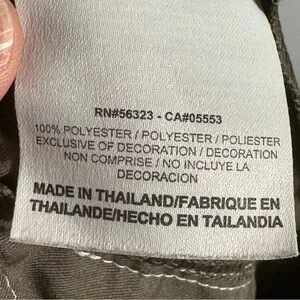 RN#56323 - CA#05553
100% POLYESTER / POLYESTER / POLIESTER
EXCLUSIVE OF DECORATION / DECORATION
NON COMPRISE / NO INCLUYE LA
DECORACION
MADE IN THAILAND/FABRIQUE EN
THAILANDE/HECHO EN TAILANDIA